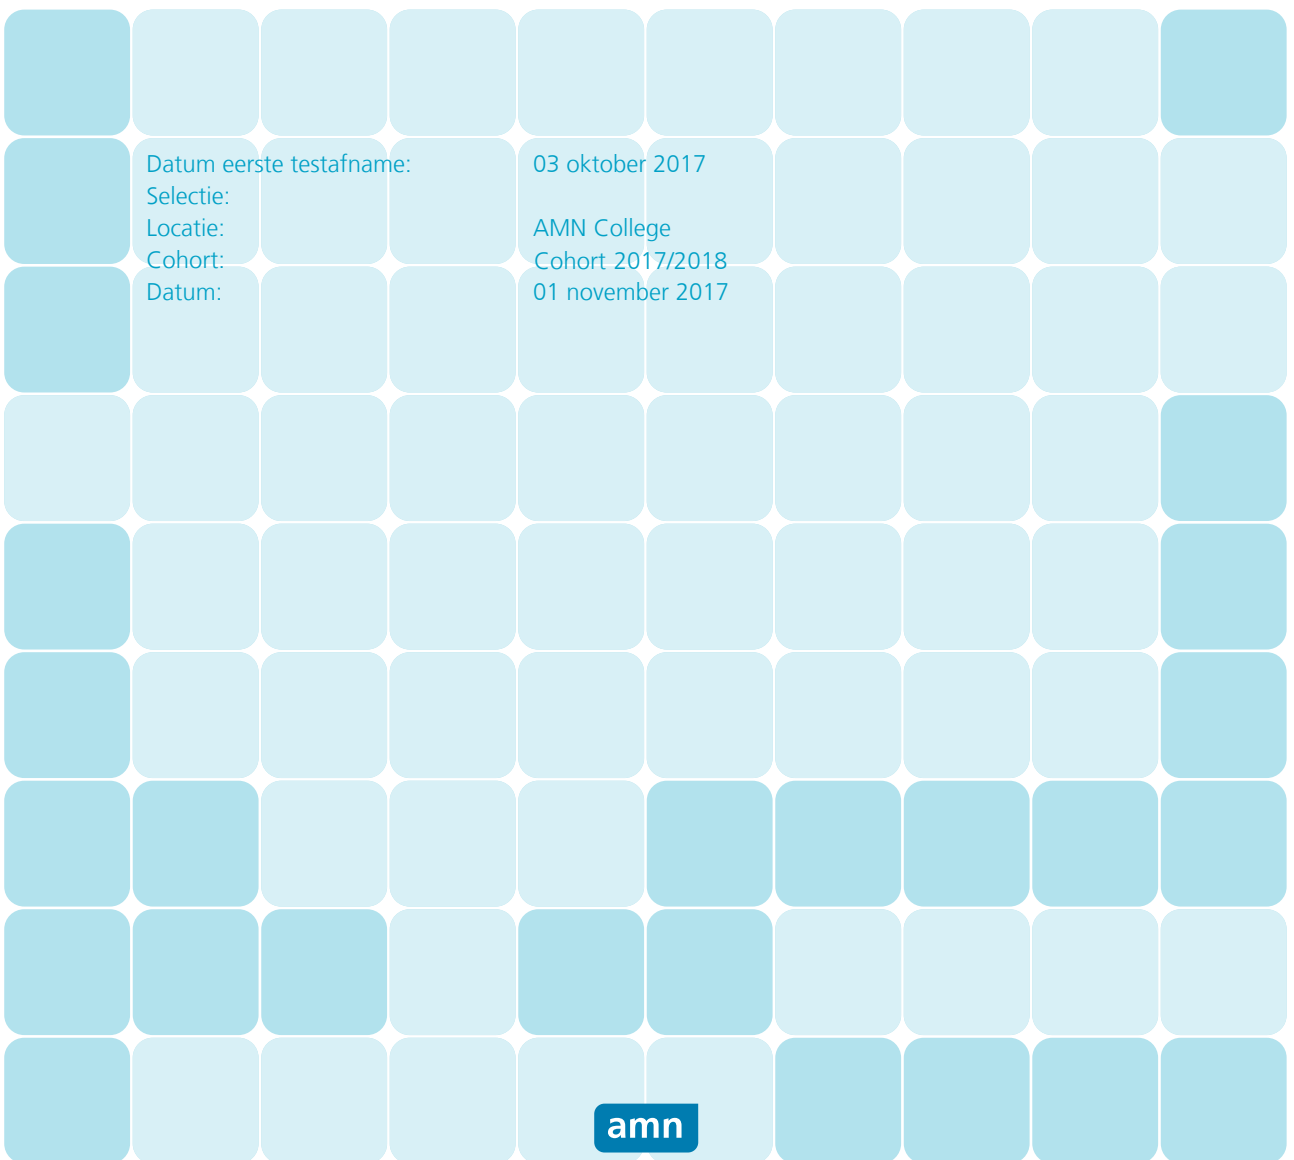 Datum eerste testafname: 03 oktober 2017
Selectie:
Locatie: AMN College
Cohort: Cohort 2017/2018
Datum: 01 november 2017
amn